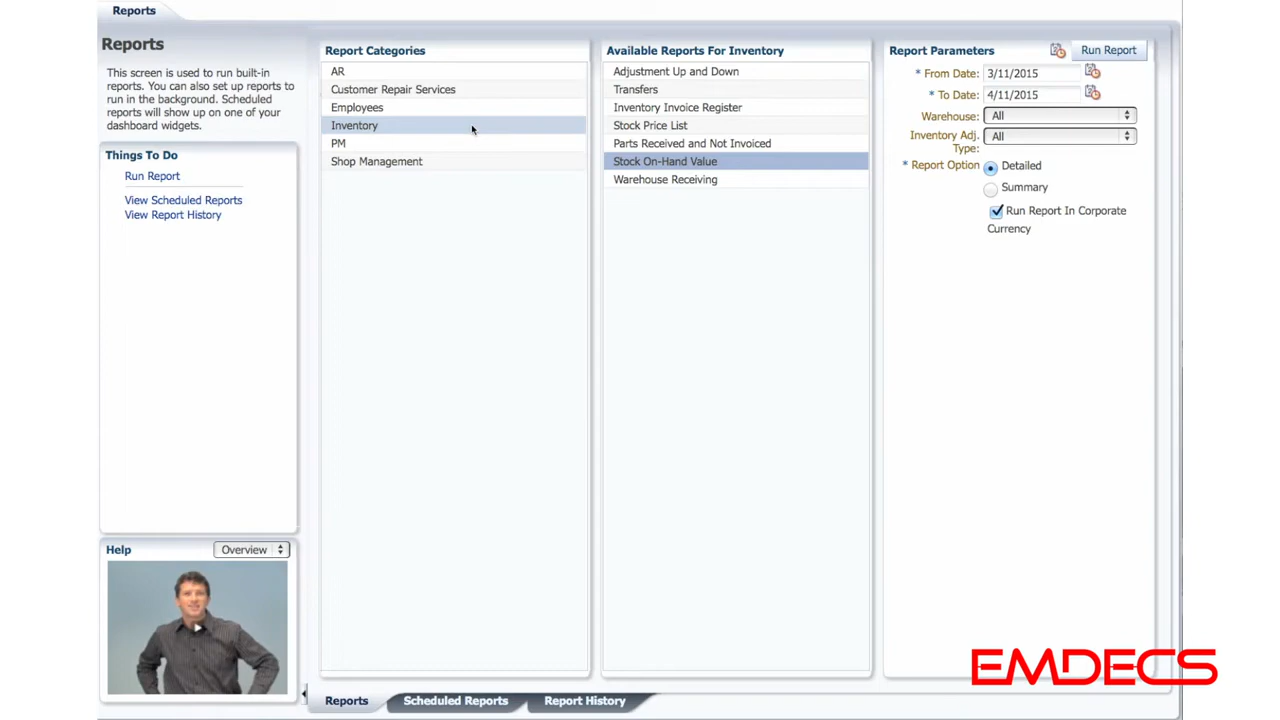 Reports
Reports
This screen is used to run built-in
reports. You can also set up reports to
run in the background. Scheduled
reports will show up on one of your
dashboard widgets.
Things To Do
Run Report
View Scheduled Reports
View Report History
Help
Overview
Report Categories
AR
Customer Repair Services
Employees
Inventory
PM
Shop Management
Available Reports For Inventory
Adjustment Up and Down
Transfers
Inventory Invoice Register
Stock Price List
Parts Received and Not Invoiced
Stock On-Hand Value
Warehouse Receiving
Report Parameters
Run Report
* From Date: 3/11/2015
* To Date: 4/11/2015
Warehouse: All
Inventory Adj. All
Type:
* Report Option Detailed
Summary
Run Report In Corporate
Currency
EMDECS
Reports Scheduled Reports Report History